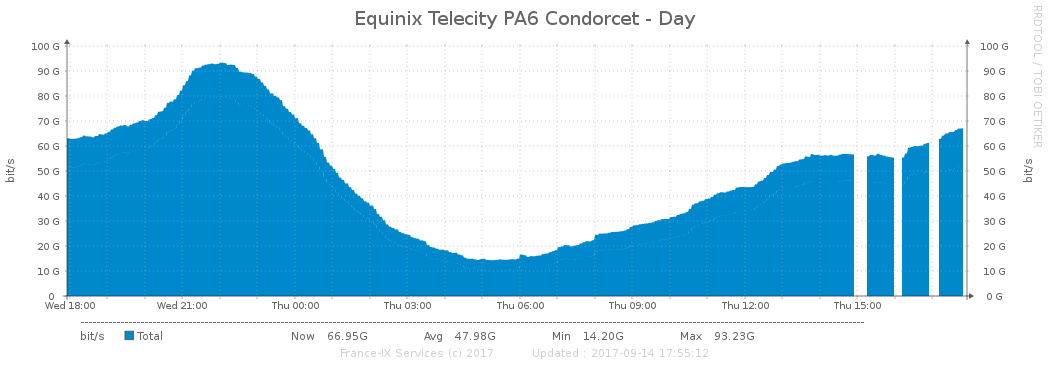 Equinix Telecity PA6 Condorcet - Day
RRDTOOL / TOBI OETIKER
100 G 100 G
90 G 90 G
80 G 80 G
70 G 70 G
60 G 60 G
50 G 50 G
40 G 40 G
30 G 30 G
20 G 20 G
10 G 10 G
0 0 G
bit/s bit/s
Wed 18:00 Wed 21:00 Thu 00:00 Thu 03:00 Thu 06:00 Thu 09:00 Thu 12:00 Thu 15:00
bit/s Total Now 66.95G Avg 47.98G Min 14.20G Max 93.23G
France-IX Services (c) 2017 Updated : 2017-09-14 17:55:12